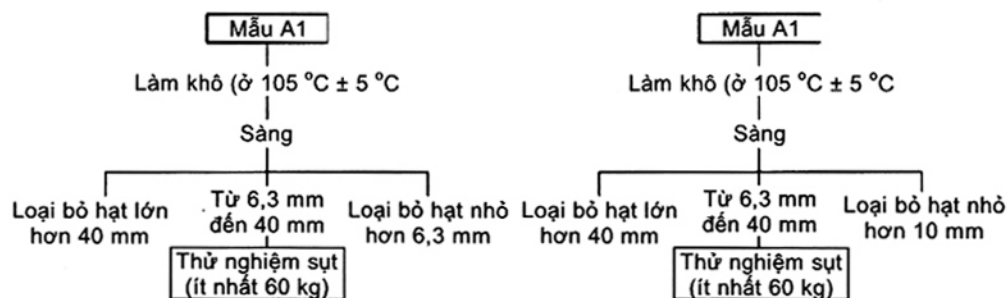 Mẫu A1
Làm khô (ở 105 °C ± 5 °C
Sàng
Loại bỏ hạt lớn
hơn 40 mm
Từ 6,3 mm
đến 40 mm
Loại bỏ hạt nhỏ
hơn 6,3 mm
Thử nghiệm sụt
(ít nhất 60 kg)
Mẫu A1
Làm khô (ở 105 °C ± 5 °C
Sàng
Loại bỏ hạt lớn
hơn 40 mm
Từ 6,3 mm
đến 40 mm
Loại bỏ hạt nhỏ
hơn 10 mm
Thử nghiệm sụt
(ít nhất 60 kg)